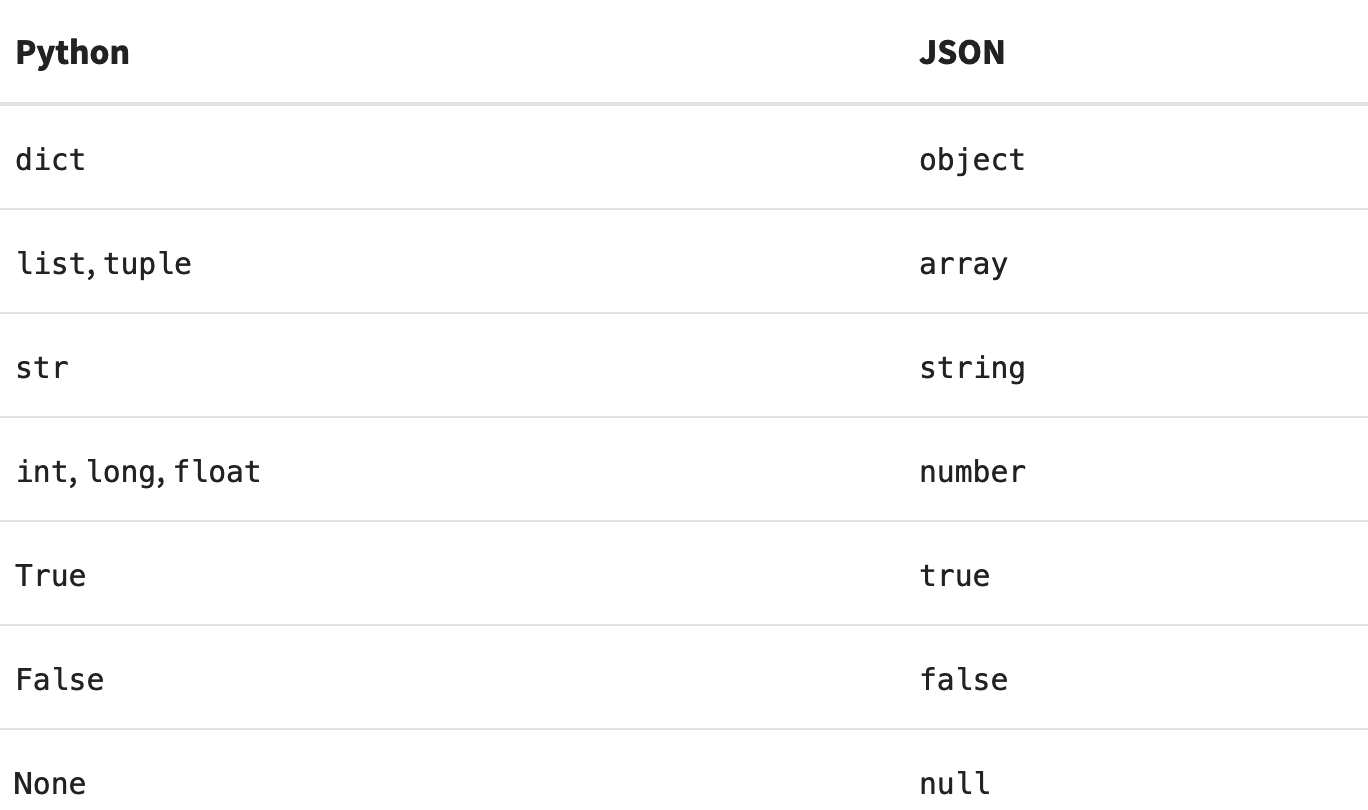 Python JSON
dict object
list, tuple array
str string
int, long, float number
True true
False false
None null